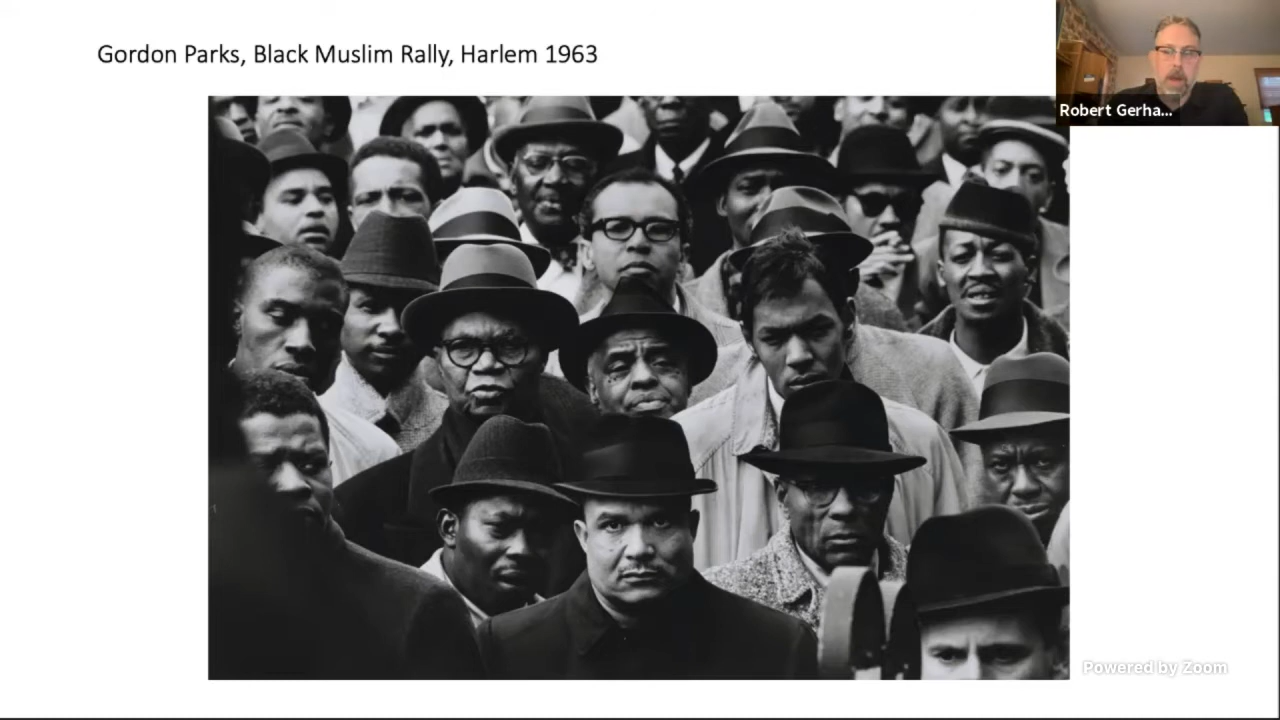 Gordon Parks, Black Muslim Rally, Harlem 1963
Robert Gerha...
Powered by Zoom